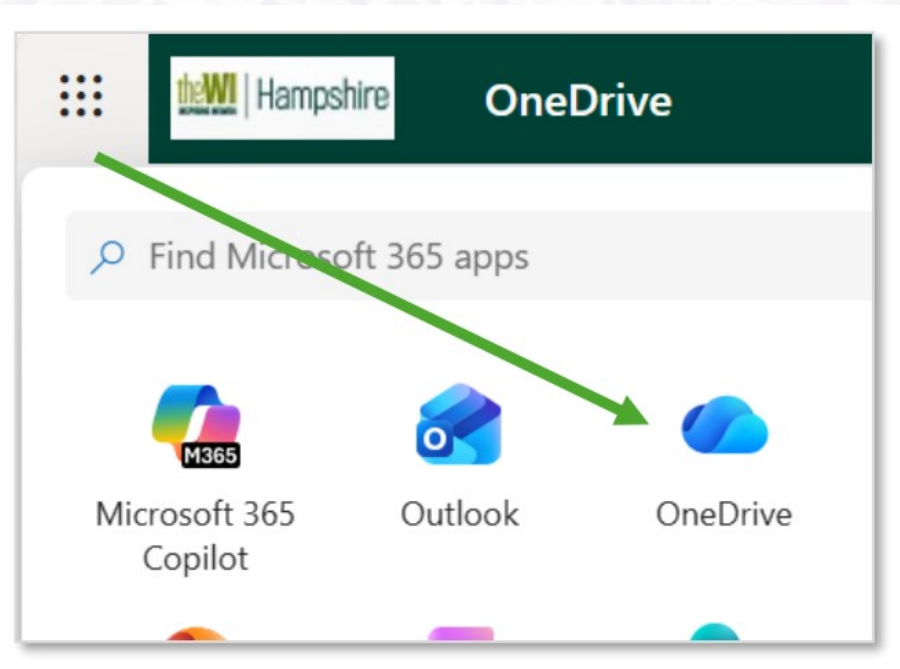 theWI | Hampshire
OneDrive
Find Microsoft 365 apps
M365
O
Microsoft 365
Copilot
Outlook
OneDrive